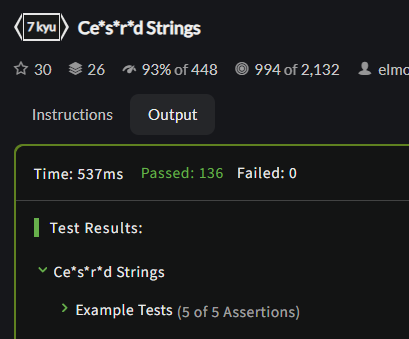 7 kyu Ce*s*r*d Strings
30 26 93% of 448 994 of 2,132 elmo
Instructions Output
Time: 537ms Passed: 136 Failed: 0
Test Results:
Ce*s*r*d Strings
Example Tests (5 of 5 Assertions)